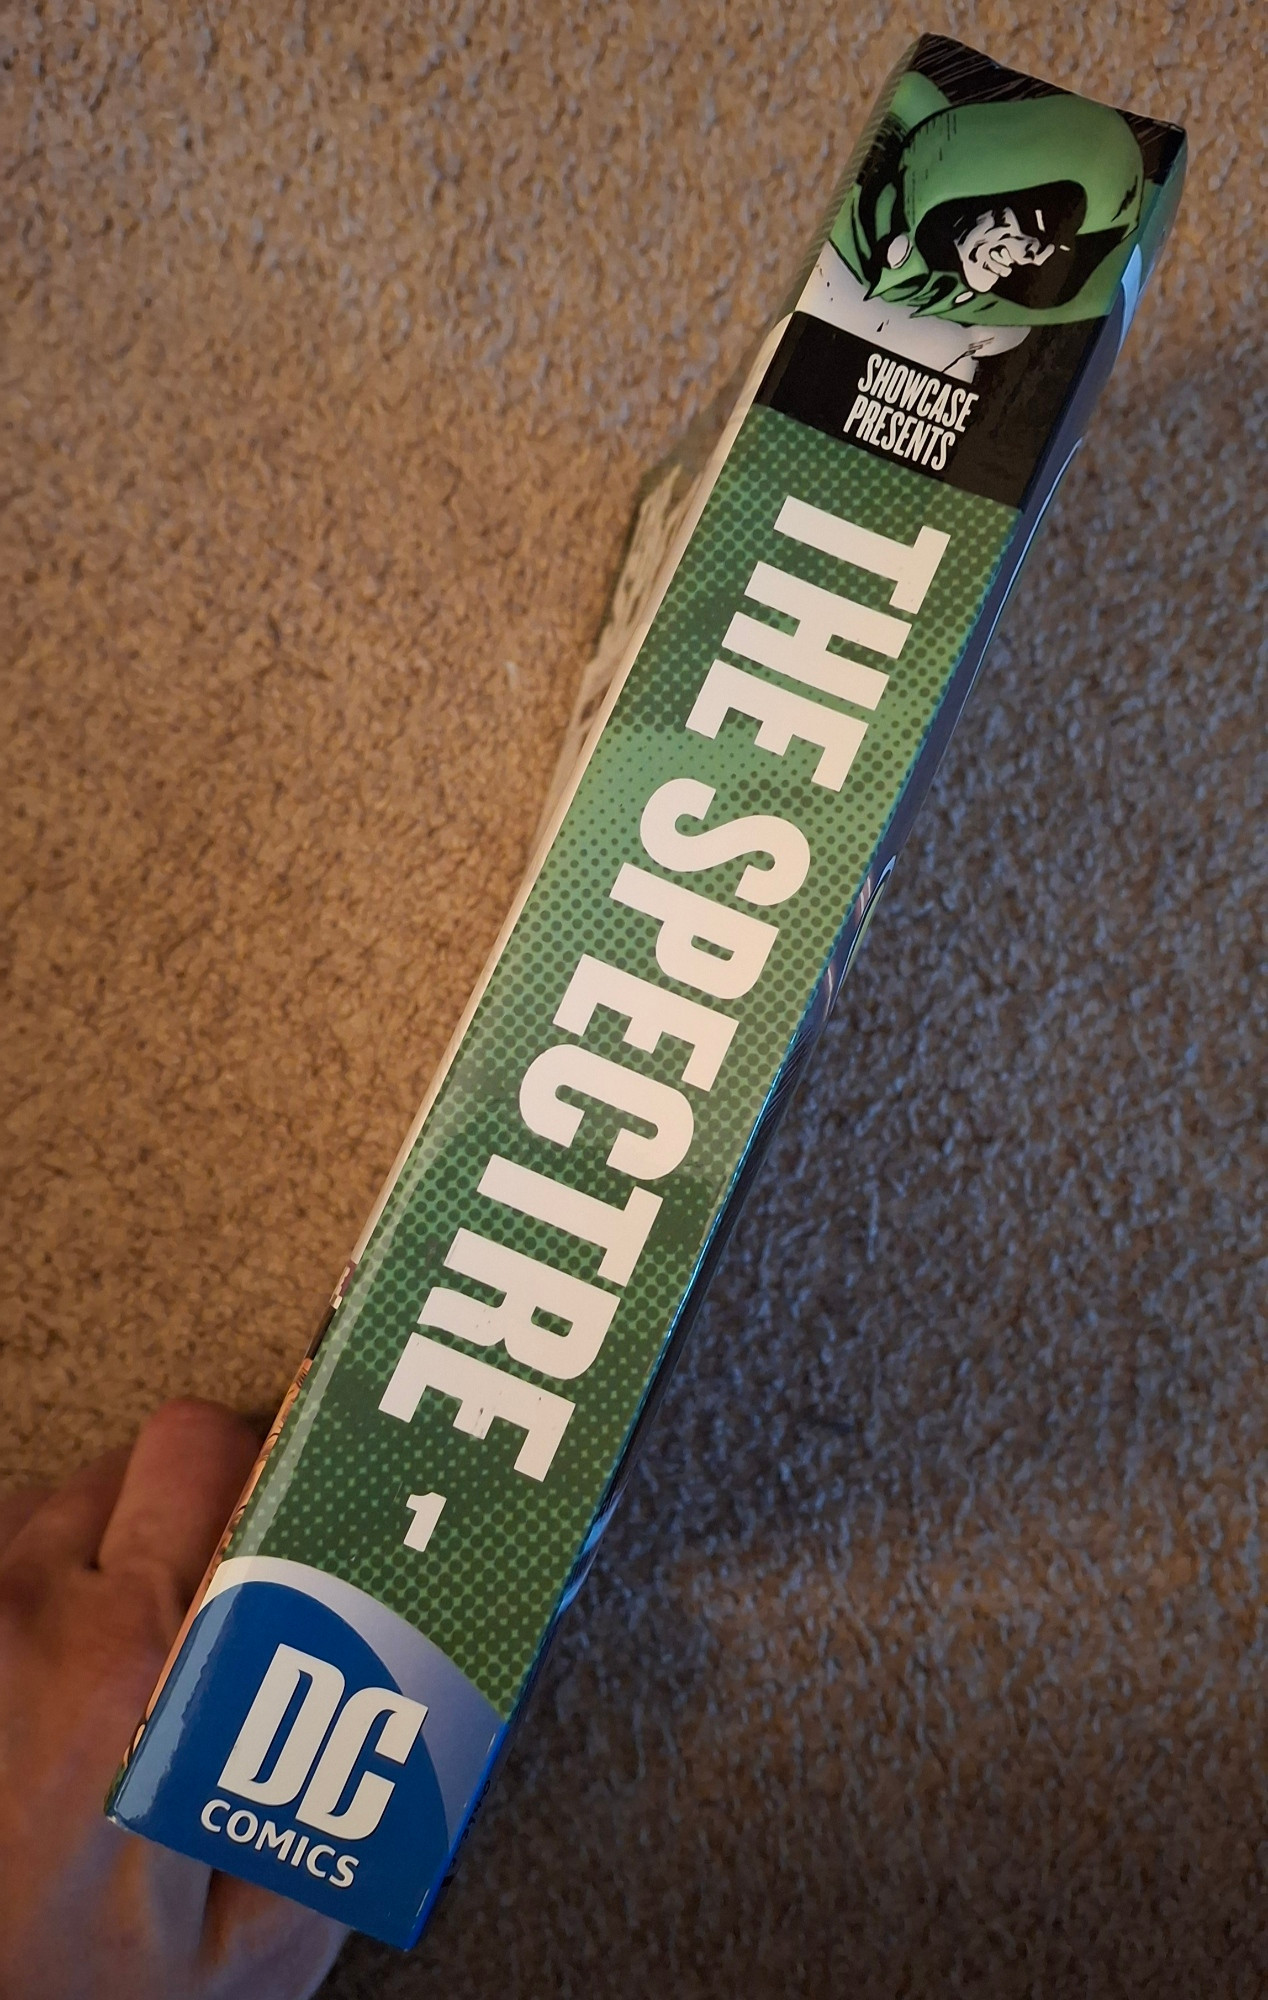 SHOWCASE
PRESENTS
THE SPECTRE
1
DC
COMICS